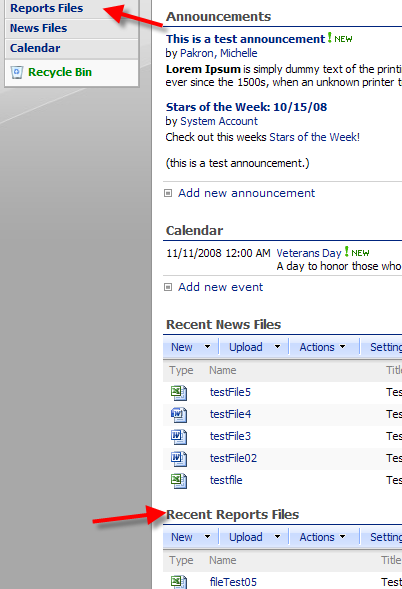 Reports Files
News Files
Calendar
Recycle Bin
Announcements
This is a test announcement ! NEW
by Pakron, Michelle
Lorem Ipsum is simply dummy text of the printi
ever since the 1500s, when an unknown printer t
Stars of the Week: 10/15/08
by System Account
Check out this weeks Stars of the Week!
(this is a test announcement.)
Add new announcement
Calendar
11/11/2008 12:00 AM Veterans Day ! NEW
A day to honor those who
Add new event
Recent News Files
New Upload Actions Setting
Type Name Title
testFile5 Tes
testFile4 Tes
testFile3 Tes
testFile02 Tes
testfile Tes
Recent Reports Files
New Upload Actions Setting
Type Name Title
fileTest05 Test